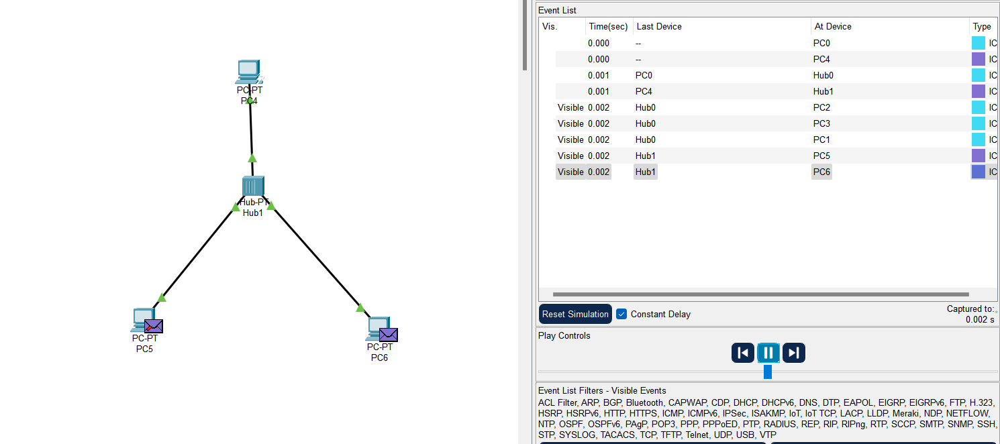 PC-PT
PC4
Hub-PT
Hub1
PC-PT
PC5
PC-PT
PC6
Event List
Vis. Time(sec) Last Device At Device Type
0.000 -- PC0 IC
0.000 -- PC4 IC
0.001 PC0 Hub0 IC
0.001 PC4 Hub1 IC
Visible 0.002 Hub0 PC2 IC
Visible 0.002 Hub0 PC3 IC
Visible 0.002 Hub0 PC1 IC
Visible 0.002 Hub1 PC5 IC
Visible 0.002 Hub1 PC6 IC
Reset Simulation Constant Delay Captured to:
0.002 s
Play Controls
Event List Filters - Visible Events
ACL Filter, ARP, BGP, Bluetooth, CAPWAP, CDP, DHCP, DHCPv6, DNS, DTP, EAPOL, EIGRP, EIGRPv6, FTP, H.323,
HSRP, HSRPv6, HTTP, HTTPS, ICMP, ICMPv6, IPSec, ISAKMP, IoT, IoT TCP, LACP, LLDP, Meraki, NDP, NETFLOW,
NTP, OSPF, OSPFv6, PAgP, POP3, PPP, PPPoED, PTP, RADIUS, REP, RIP, RIPng, RTP, SCCP, SMTP, SNMP, SSH,
STP, SYSLOG, TACACS, TCP, TFTP, Telnet, UDP, USB, VTP